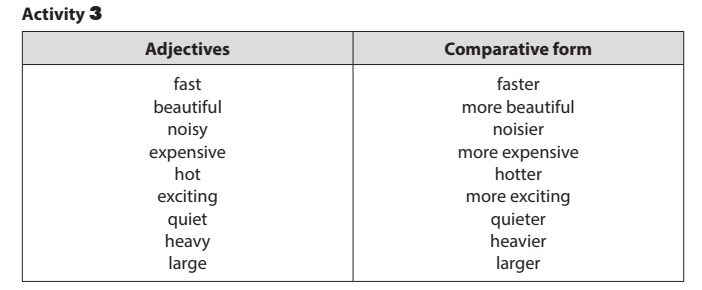 Activity 3
Adjectives Comparative form
fast faster
beautiful more beautiful
noisy noisier
expensive more expensive
hot hotter
exciting more exciting
quiet quieter
heavy heavier
large larger